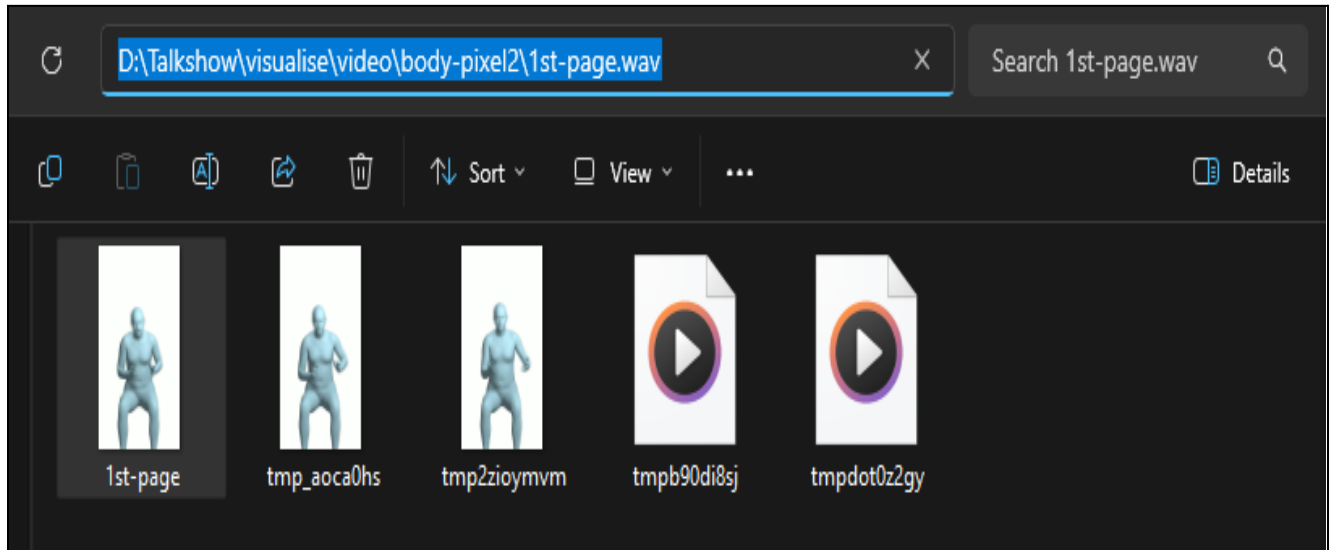 D:\Talkshow\visualise\video\body-pixel2\1st-page.wav
Search 1st-page.wav
Sort
View
Details
1st-page
tmp_aoca0hs
tmp2zioymvm
tmpb90di8sj
tmpdot0z2gy